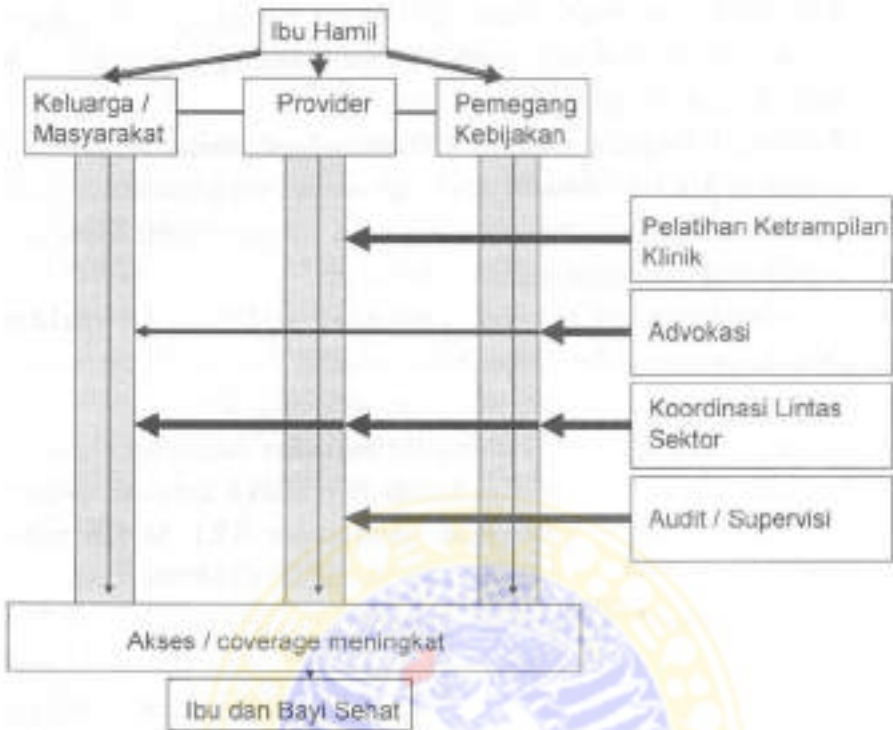 Ibu Hamil
Keluarga /
Masyarakat
Provider
Pemegang
Kebijakan
Pelatihan Ketrampilan
Klinik
Advokasi
Koordinasi Lintas
Sektor
Audit / Supervisi
Akses / coverage meningkat
Ibu dan Bayi Sehat